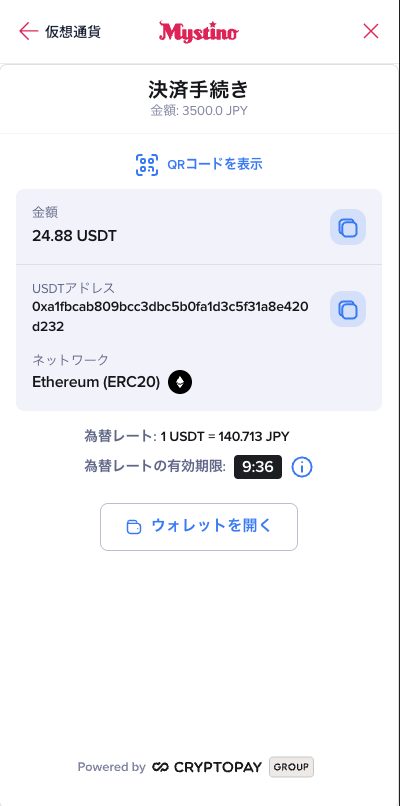 仮想通貨
Mystino
決済手続き
金額: 3500.0 JPY
QRコードを表示
金額
24.88 USDT
USDTアドレス
0xa1fbcab809bcc3dbc5b0fa1d3c5f31a8e420
d232
ネットワーク
Ethereum (ERC20)
為替レート: 1 USDT = 140.713 JPY
為替レートの有効期限: 9:36
ウォレットを開く
Powered by CRYPTOPAY GROUP